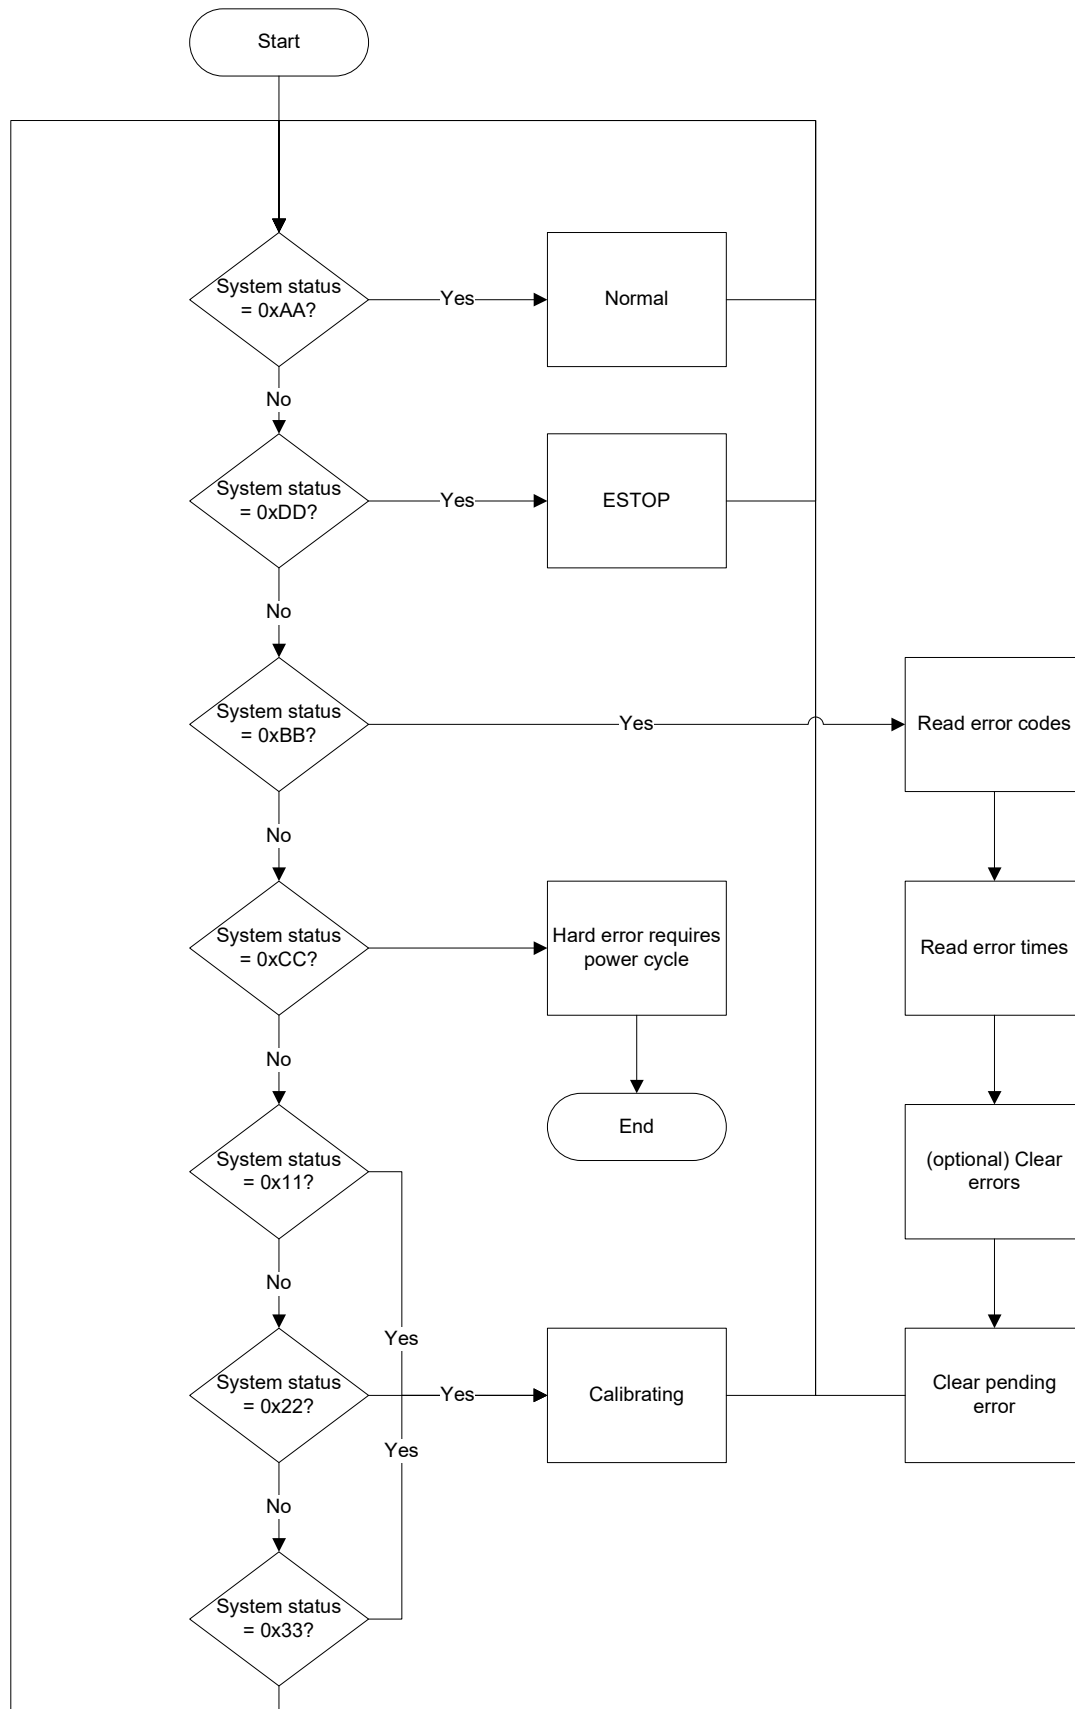 Start
System status
= 0xAA?
Yes
Normal
No
System status
= 0xDD?
Yes
ESTOP
No
System status
= 0xBB?
Yes
Read error codes
No
System status
= 0xCC?
Hard error requires
power cycle
Read error times
No
End
System status
= 0x11?
(optional) Clear
errors
No
Yes
System status
= 0x22?
Yes
Calibrating
Clear pending
error
Yes
No
System status
= 0x33?